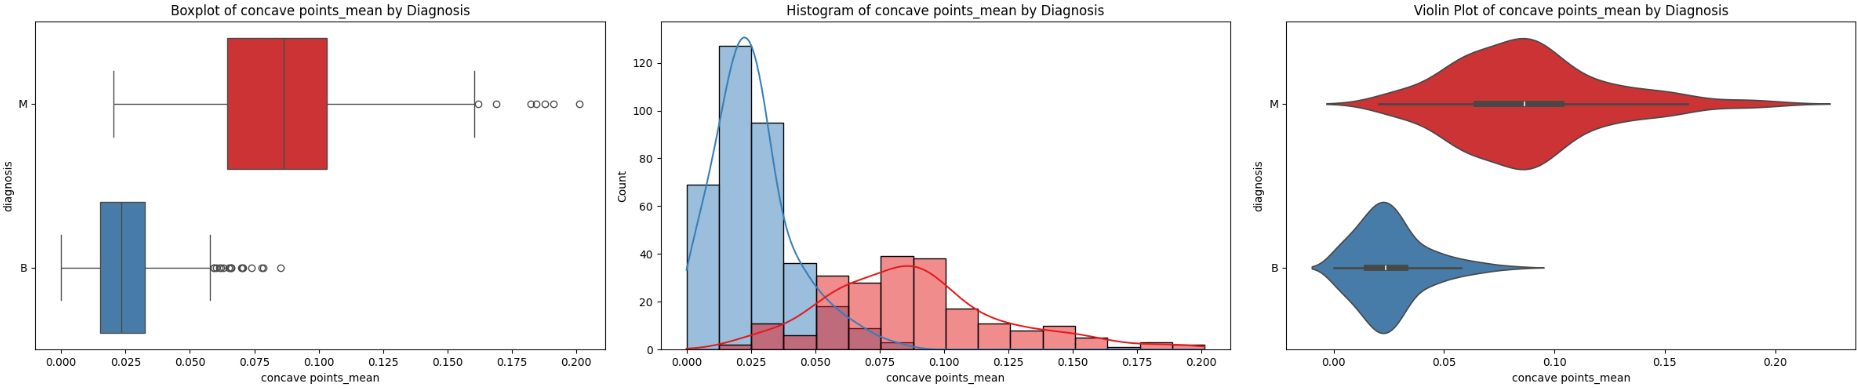 Boxplot of concave points_mean by Diagnosis
diagnosis
M
B
0.000 0.025 0.050 0.075 0.100 0.125 0.150 0.175 0.200
concave points_mean
Histogram of concave points_mean by Diagnosis
Count
120
100
80
60
40
20
0
0.000 0.025 0.050 0.075 0.100 0.125 0.150 0.175 0.200
concave points_mean
Violin Plot of concave points_mean by Diagnosis
diagnosis
M
B
0.00 0.05 0.10 0.15 0.20
concave points_mean